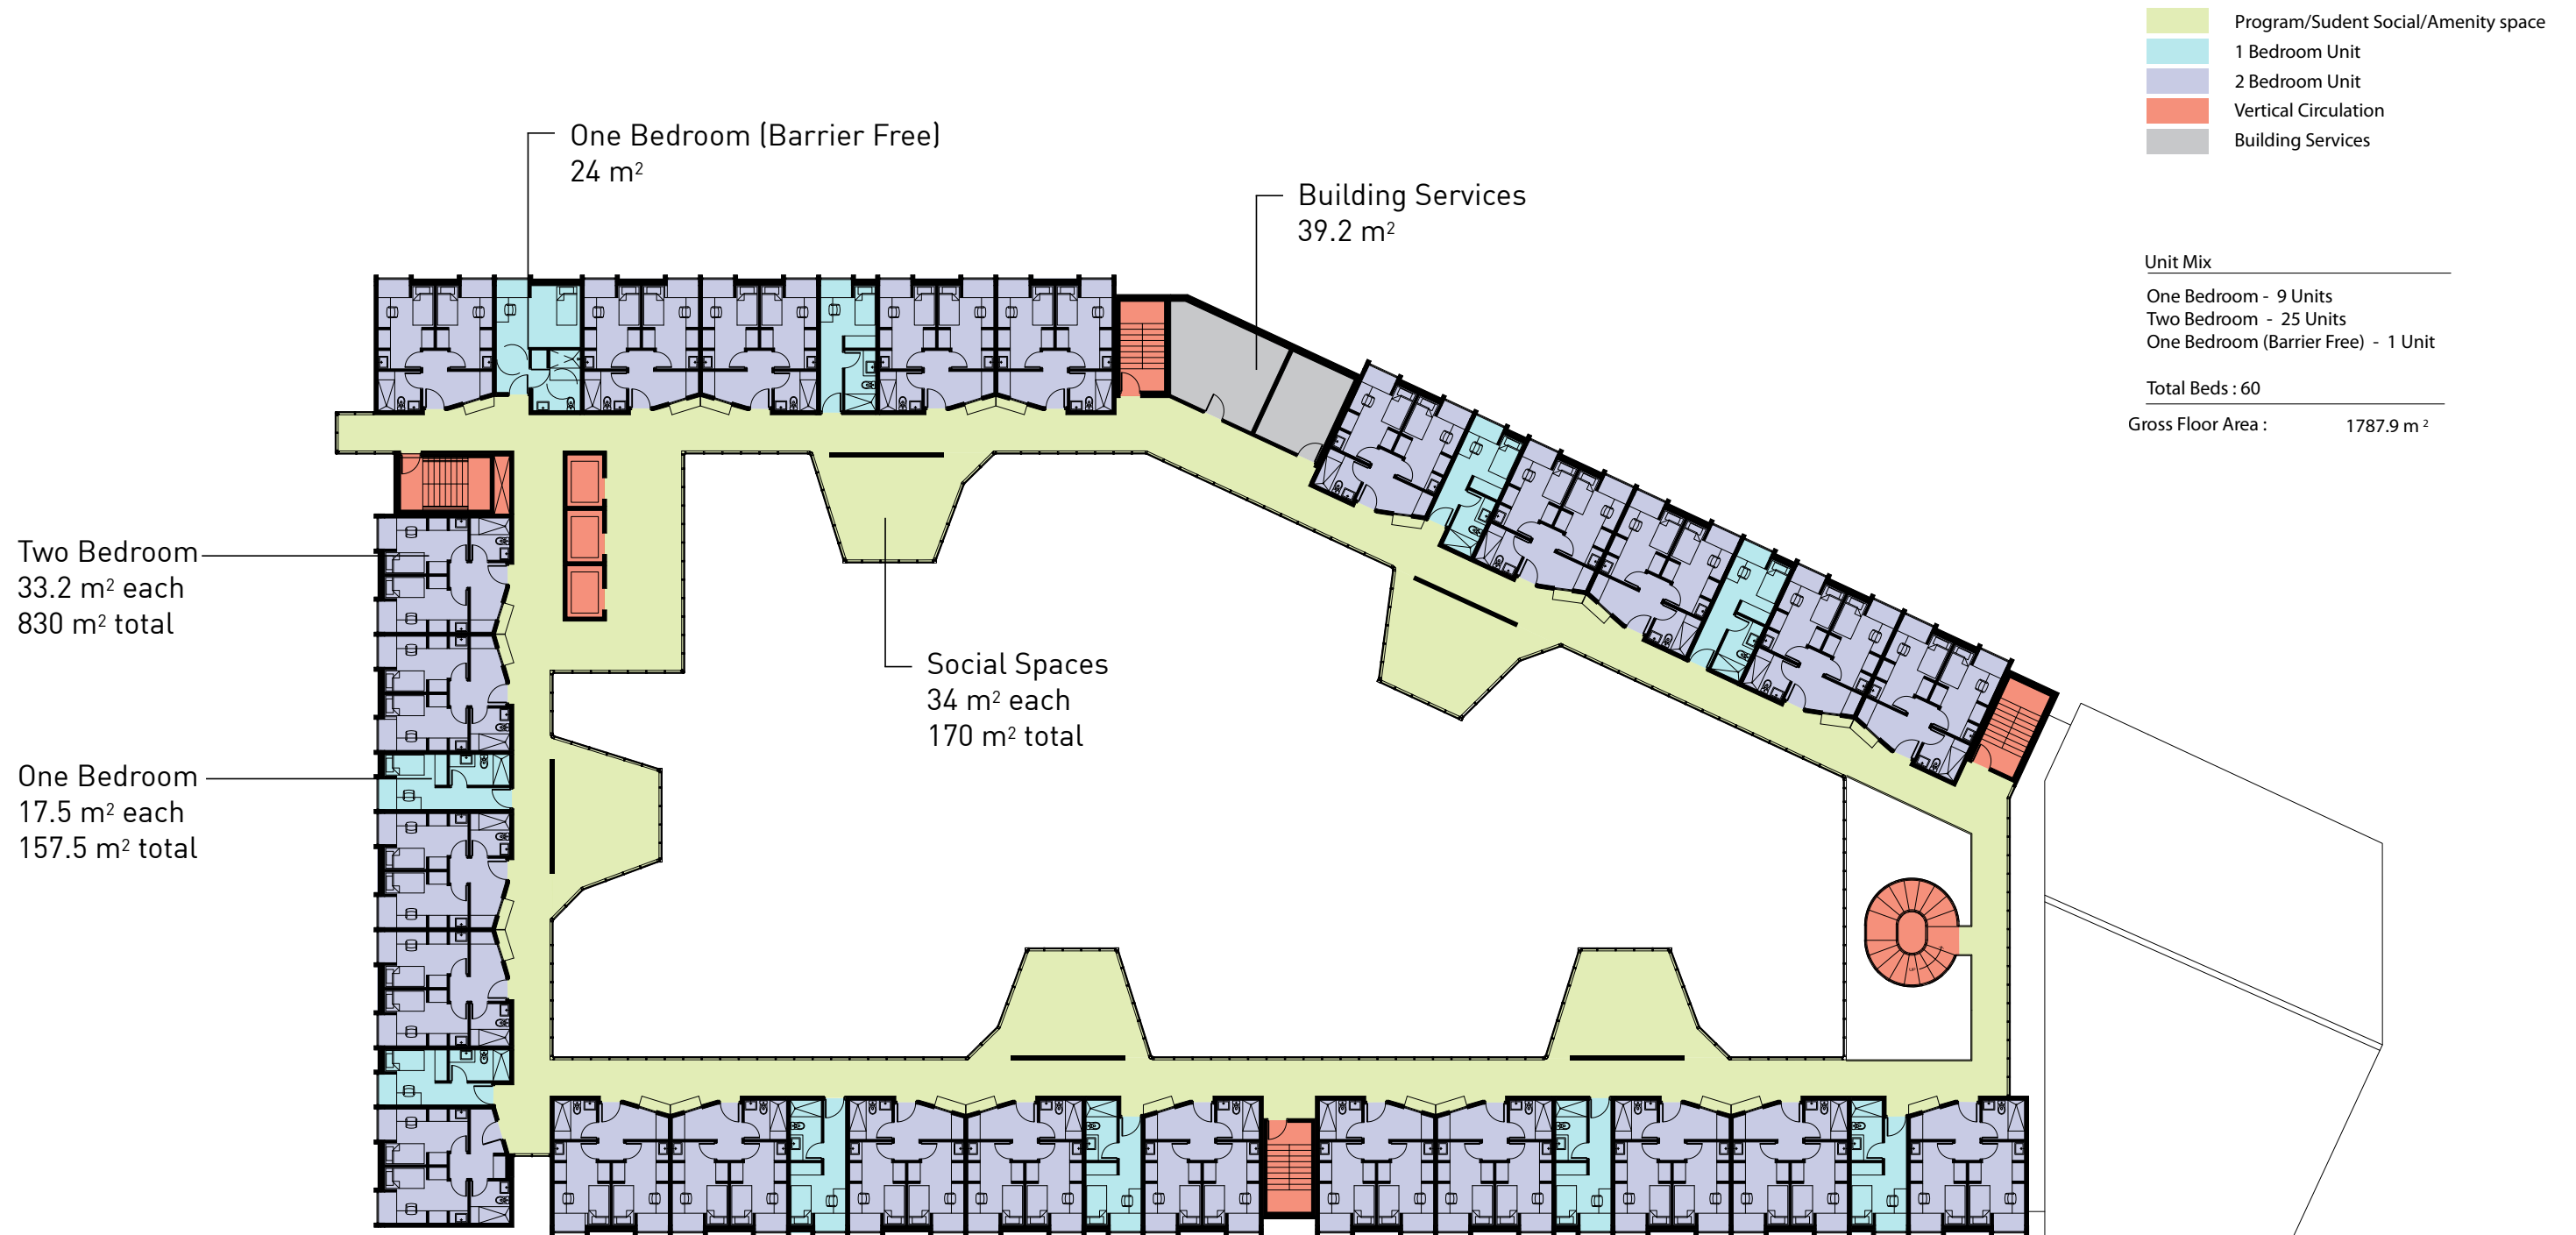 Program/Sudent Social/Amenity space
1 Bedroom Unit
2 Bedroom Unit
Vertical Circulation
Building Services
One Bedroom (Barrier Free)
24 m²
Building Services
39.2 m²
Unit Mix
One Bedroom - 9 Units
Two Bedroom - 25 Units
One Bedroom (Barrier Free) - 1 Unit
Total Beds : 60
Gross Floor Area : 1787.9 m ²
Two Bedroom
33.2 m² each
830 m² total
Social Spaces
34 m² each
170 m² total
One Bedroom
17.5 m² each
157.5 m² total
UP